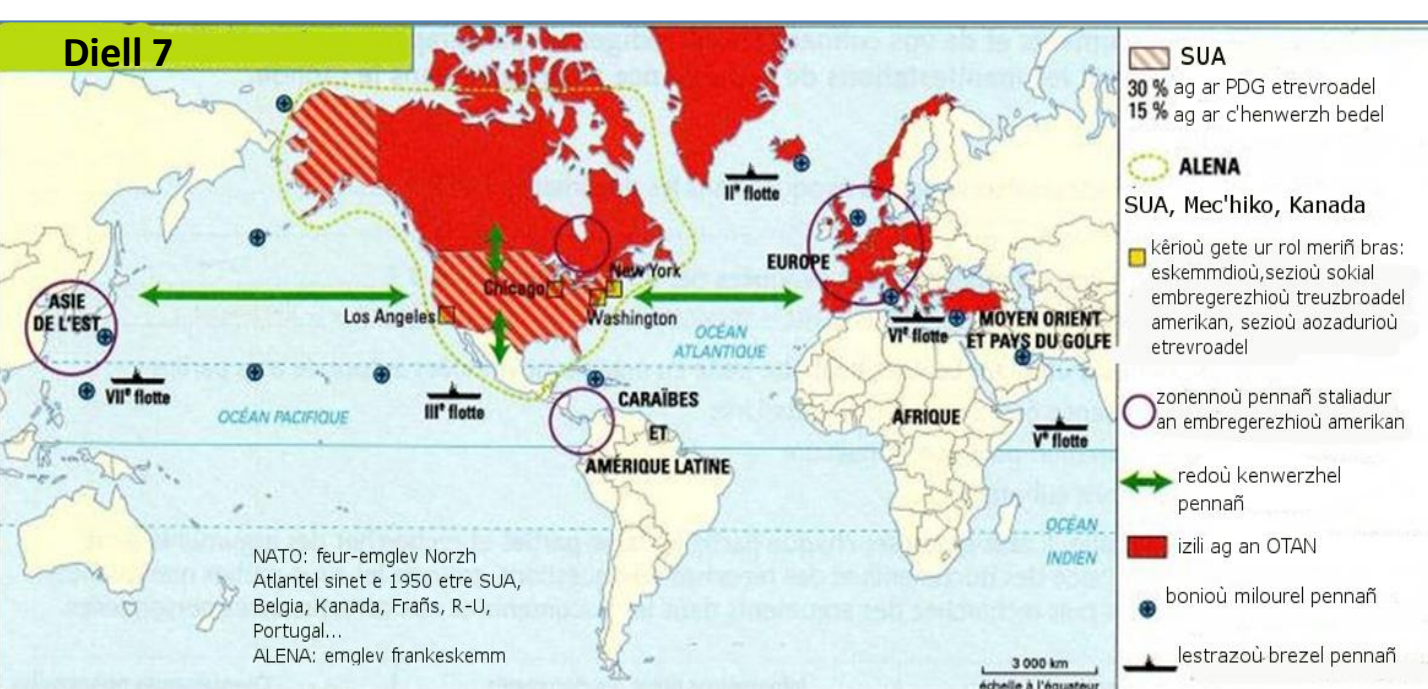 Diell 7
SUA
30 % ag ar PDG etrevroadel
15 % ag ar c'henwerzh bedel
ALENA
SUA, Mec'hiko, Kanada
kêrioù gete ur rol meriñ bras:
eskemmdioù,sezioù sokial
embregerezhioù treuzbroadel
amerikan, sezioù aozadurioù
etrevroadel
zonennoù pennañ staliadur
an embregerezhioù amerikan
redoù kenwerzhel
pennañ
izili ag an OTAN
bonioù milourel pennañ
lestrazoù brezel pennañ
IIe flotte
EUROPE
New York
Chicago
Los Angeles
Washington
ASIE
DE L'EST
OCÉAN
ATLANTIQUE
VIe flotte
MOYEN ORIENT
ET PAYS DU GOLFE
VIIe flotte
OCÉAN PACIFIQUE
IIIe flotte
CARAÏBES
ET
AMÉRIQUE LATINE
AFRIQUE
Ve flotte
OCÉAN
INDIEN
NATO: feur-emglev Norzh
Atlantel sinet e 1950 etre SUA,
Belgia, Kanada, Frañs, R-U,
Portugal...
ALENA: emglev frankeskemm
3 000 km
échelle à l'équateur